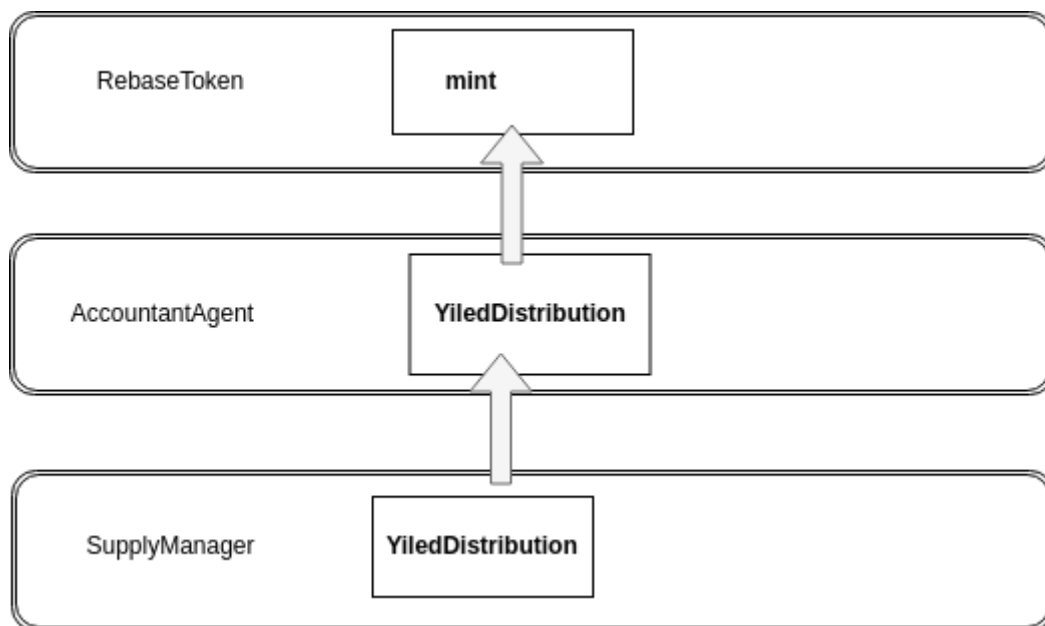 RebaseToken
mint
AccountantAgent
YiledDistribution
SupplyManager
YiledDistribution